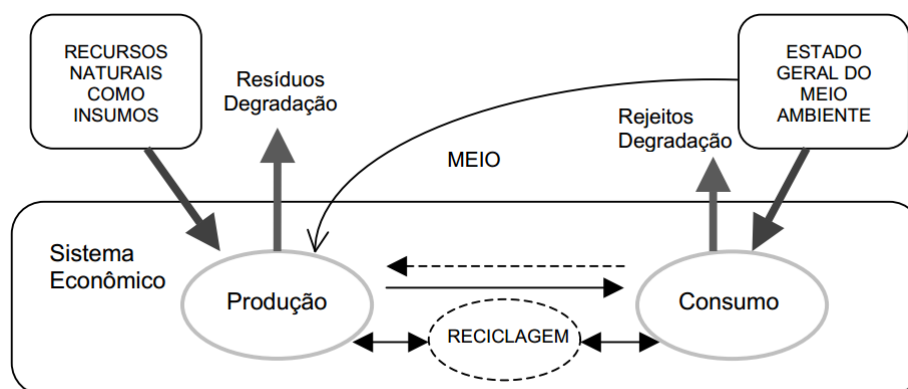 RECURSOS
NATURAIS
COMO
INSUMOS
Resíduos
Degradação
ESTADO
GERAL DO
MEIO
AMBIENTE
Rejeitos
Degradação
MEIO
Sistema
Econômico
Produção
Consumo
RECICLAGEM